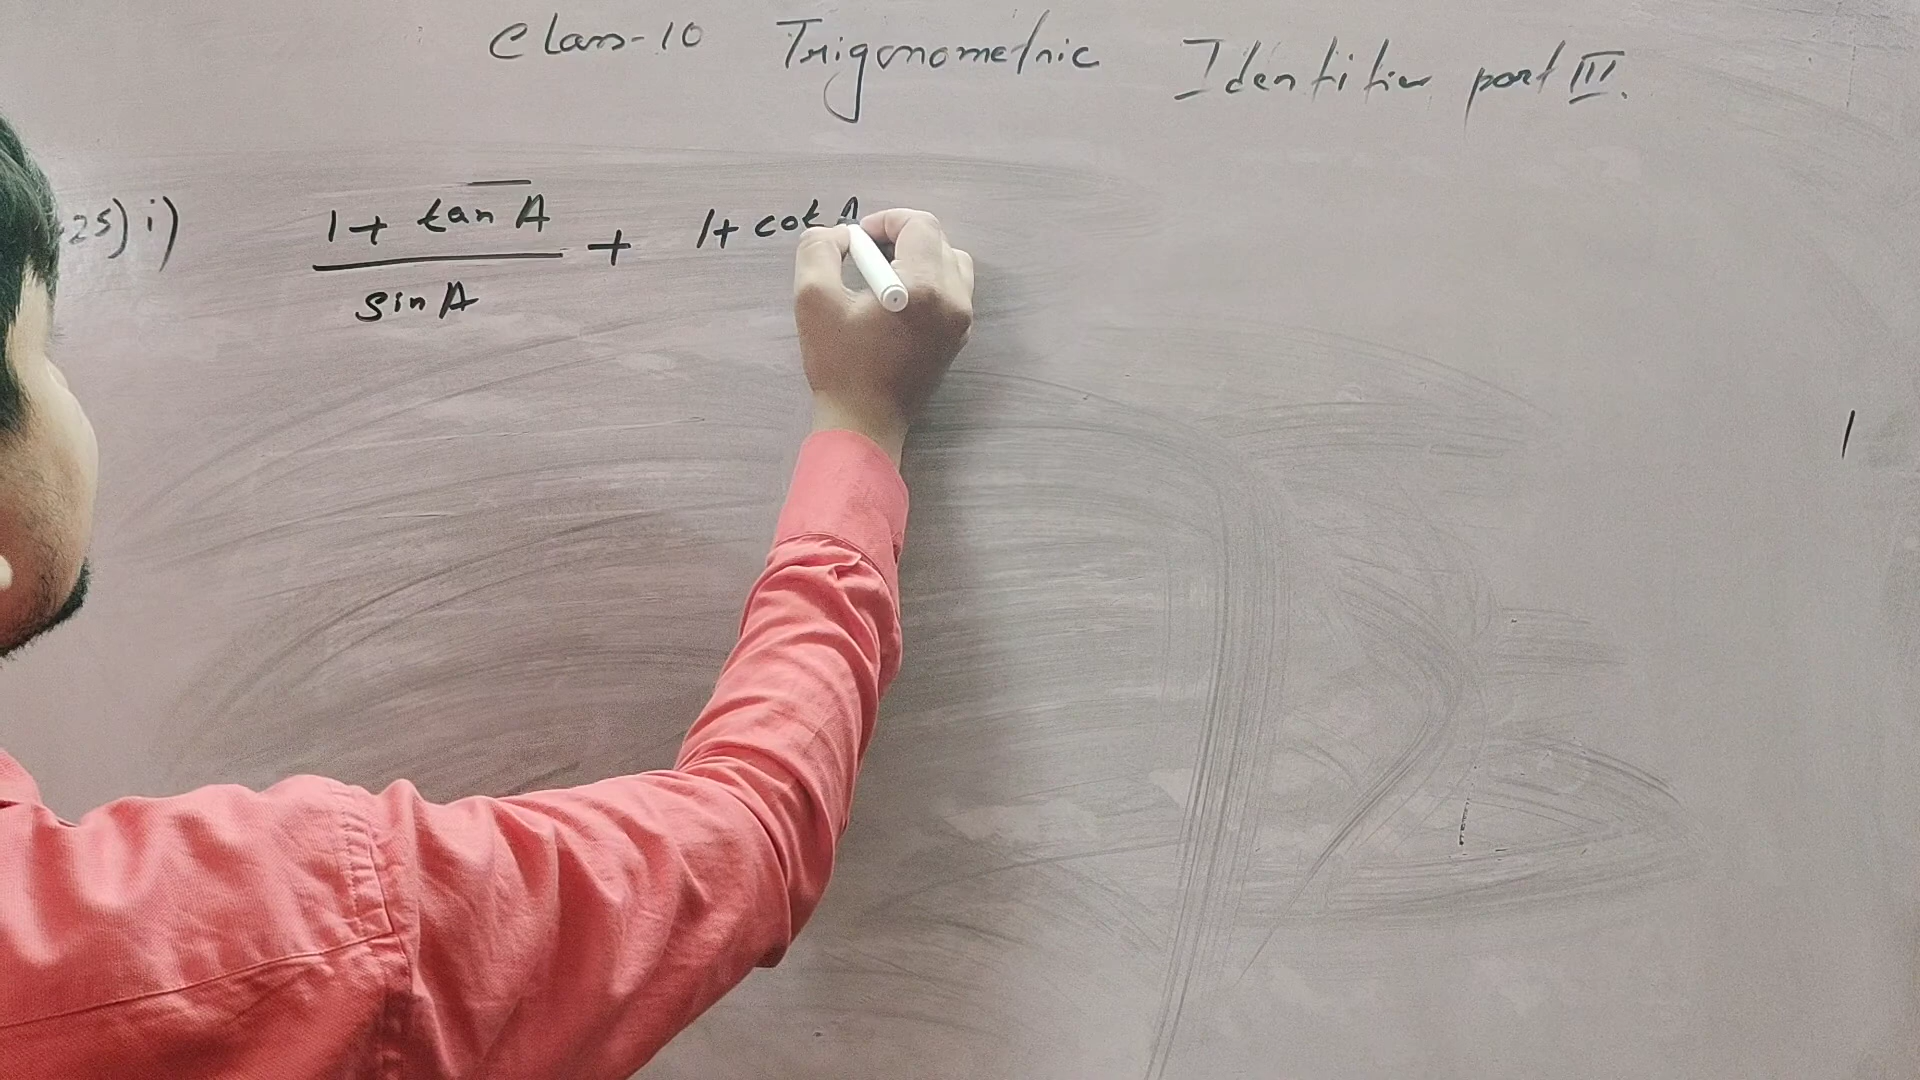 Class-10 Trigonometric Identities part III.
25) i) 1 + tan A / sin A + 1 + cot A